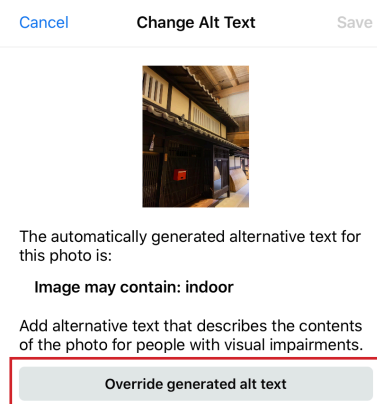 Cancel Change Alt Text Save
The automatically generated alternative text for
this photo is:
Image may contain: indoor
Add alternative text that describes the contents
of the photo for people with visual impairments.
Override generated alt text